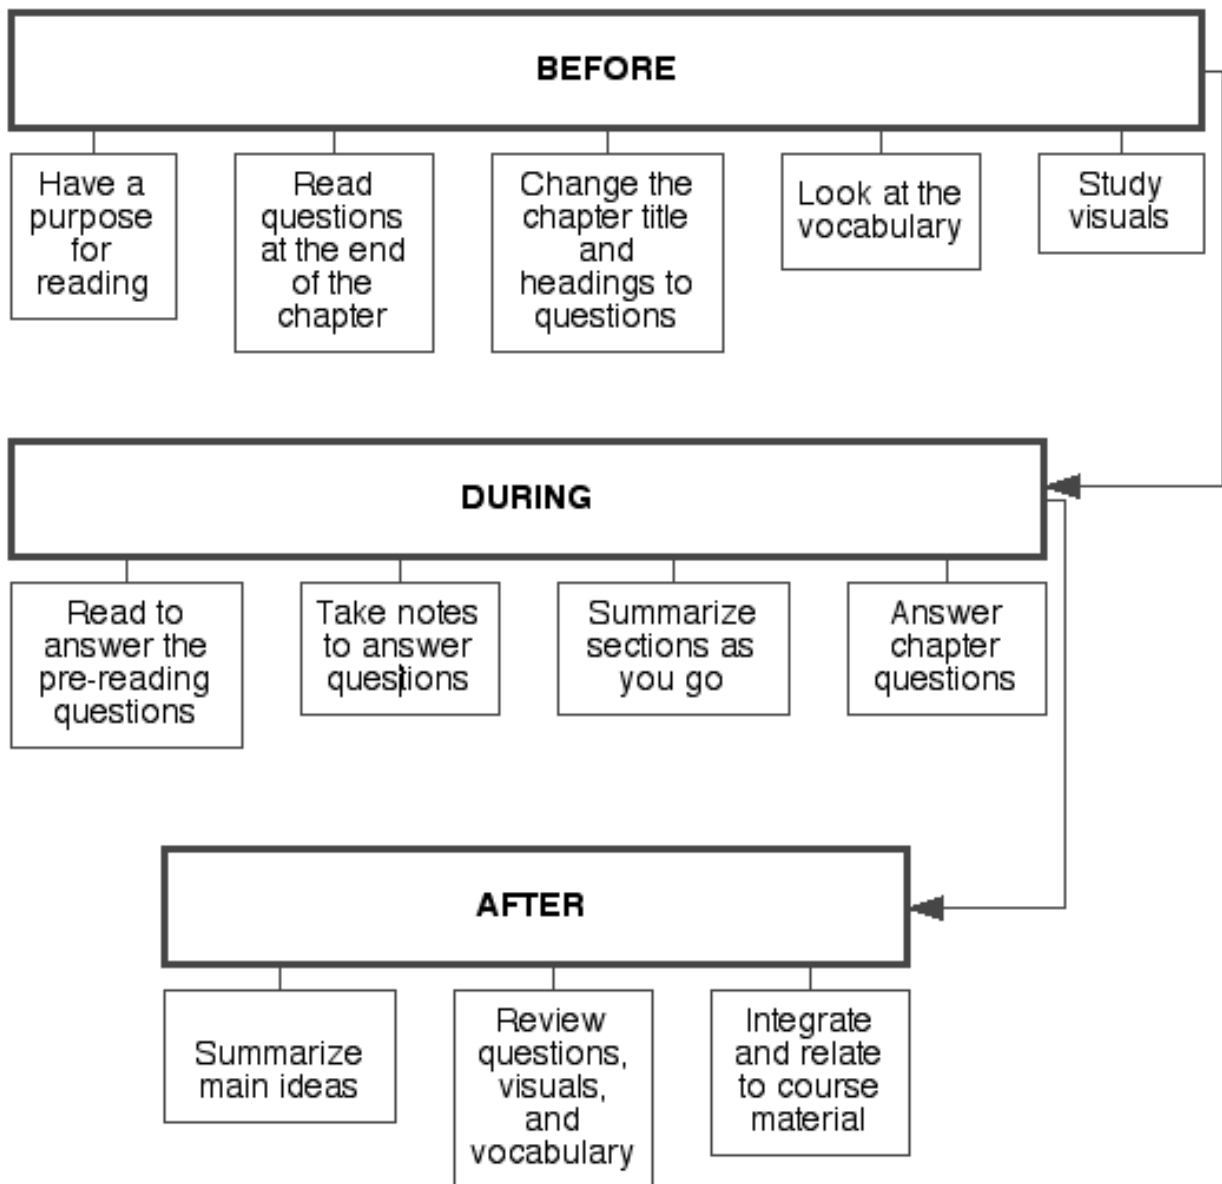 BEFORE
Have a
purpose
for
reading
Read
questions
at the end
of the
chapter
Change the
chapter title
and
headings to
questions
Look at the
vocabulary
Study
visuals
DURING
Read to
answer the
pre-reading
questions
Take notes
to answer
questions
Summarize
sections as
you go
Answer
chapter
questions
AFTER
Summarize
main ideas
Review
questions,
visuals,
and
vocabulary
Integrate
and relate
to course
material